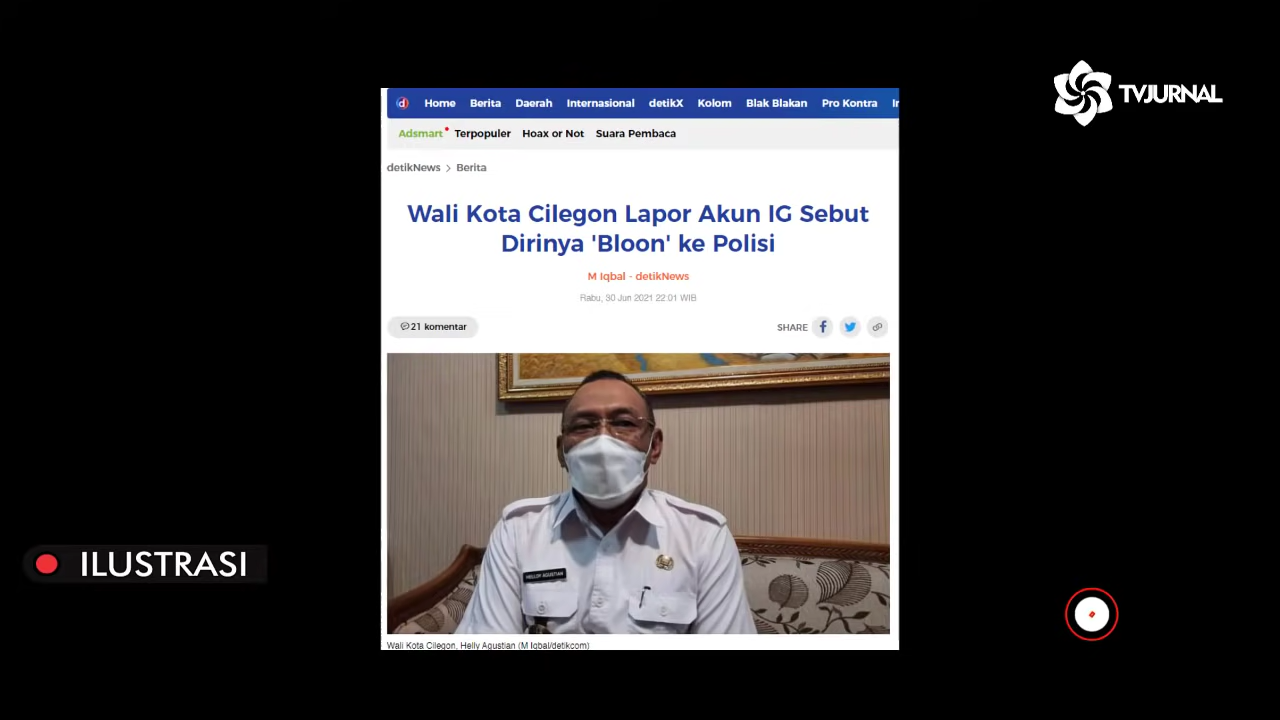 TVJURNAL
Home Berita Daerah Internasional detikX Kolom Blak Blakan Pro Kontra
Adsmart Terpopuler Hoax or Not Suara Pembaca
detikNews > Berita
Wali Kota Cilegon Lapor Akun IG Sebut
Dirinya 'Bloon' ke Polisi
M Iqbal - detikNews
Rabu, 30 Jun 2021 22:01 WIB
21 komentar
SHARE
HELLDY AGUSTIAN
ILUSTRASI
Wali Kota Cilegon, Helly Agustian (M Iqbal/detikcom)